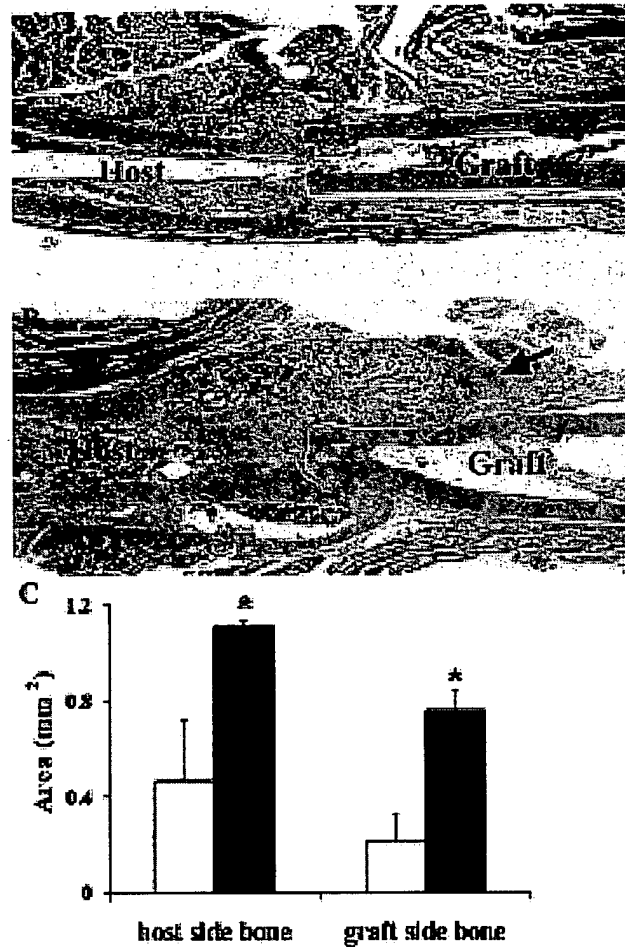 Host
Graft
Graft
C
1.2
*
*
0.8
Area (mm²)
0.4
0
host side bone
graft side bone